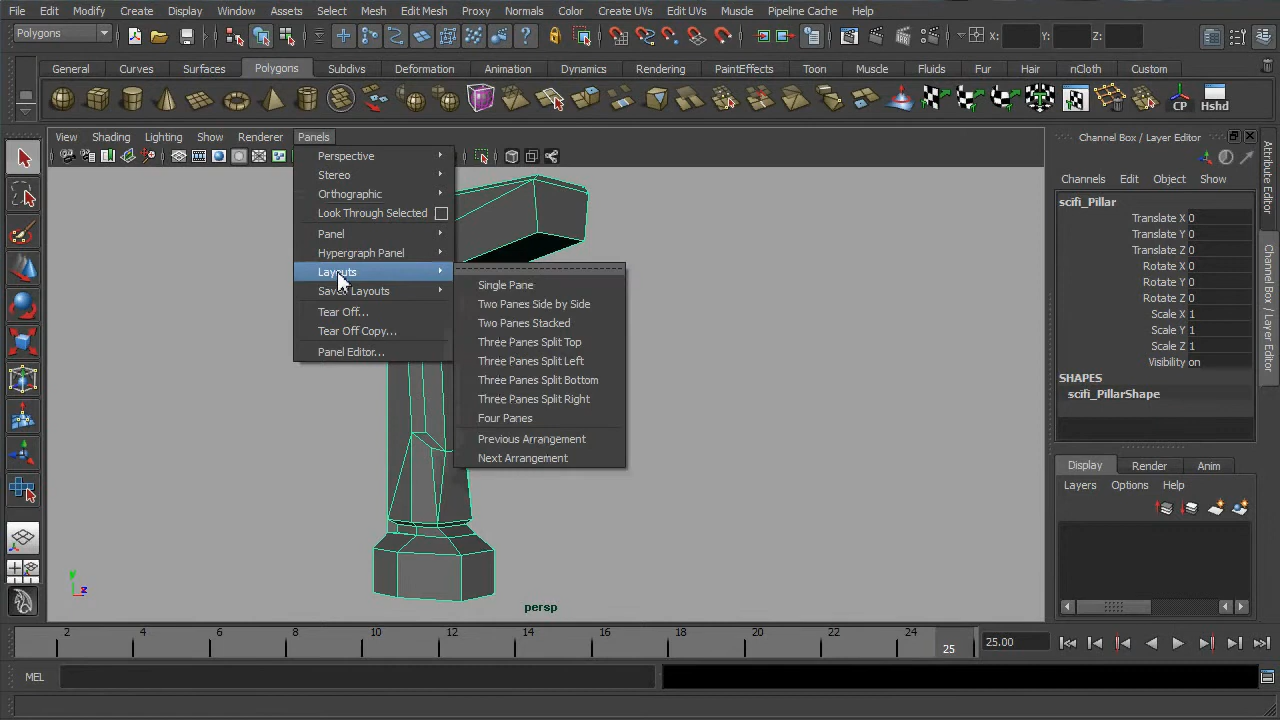 File Edit Modify Create Display Window Assets Select Mesh Edit Mesh Proxy Normals Color Create UVs Edit UVs Muscle Pipeline Cache Help
Polygons X: Y: Z:
General Curves Surfaces Polygons Subdivs Deformation Animation Dynamics Rendering PaintEffects Toon Muscle Fluids Fur Hair nCloth Custom
CP Hshd
View Shading Lighting Show Renderer Panels
Perspective
Stereo
Orthographic
Look Through Selected
Panel
Hypergraph Panel
Layouts
Saved Layouts
Tear Off...
Tear Off Copy...
Panel Editor...
Single Pane
Two Panes Side by Side
Two Panes Stacked
Three Panes Split Top
Three Panes Split Left
Three Panes Split Bottom
Three Panes Split Right
Four Panes
Previous Arrangement
Next Arrangement
y
z
persp
Channel Box / Layer Editor
Channels Edit Object Show
scifi_Pillar
Translate X 0
Translate Y 0
Translate Z 0
Rotate X 0
Rotate Y 0
Rotate Z 0
Scale X 1
Scale Y 1
Scale Z 1
Visibility on
SHAPES
scifi_PillarShape
Display Render Anim
Layers Options Help
Attribute Editor
Channel Box / Layer Editor
2 4 6 8 10 12 14 16 18 20 22 24 25 25.00
MEL